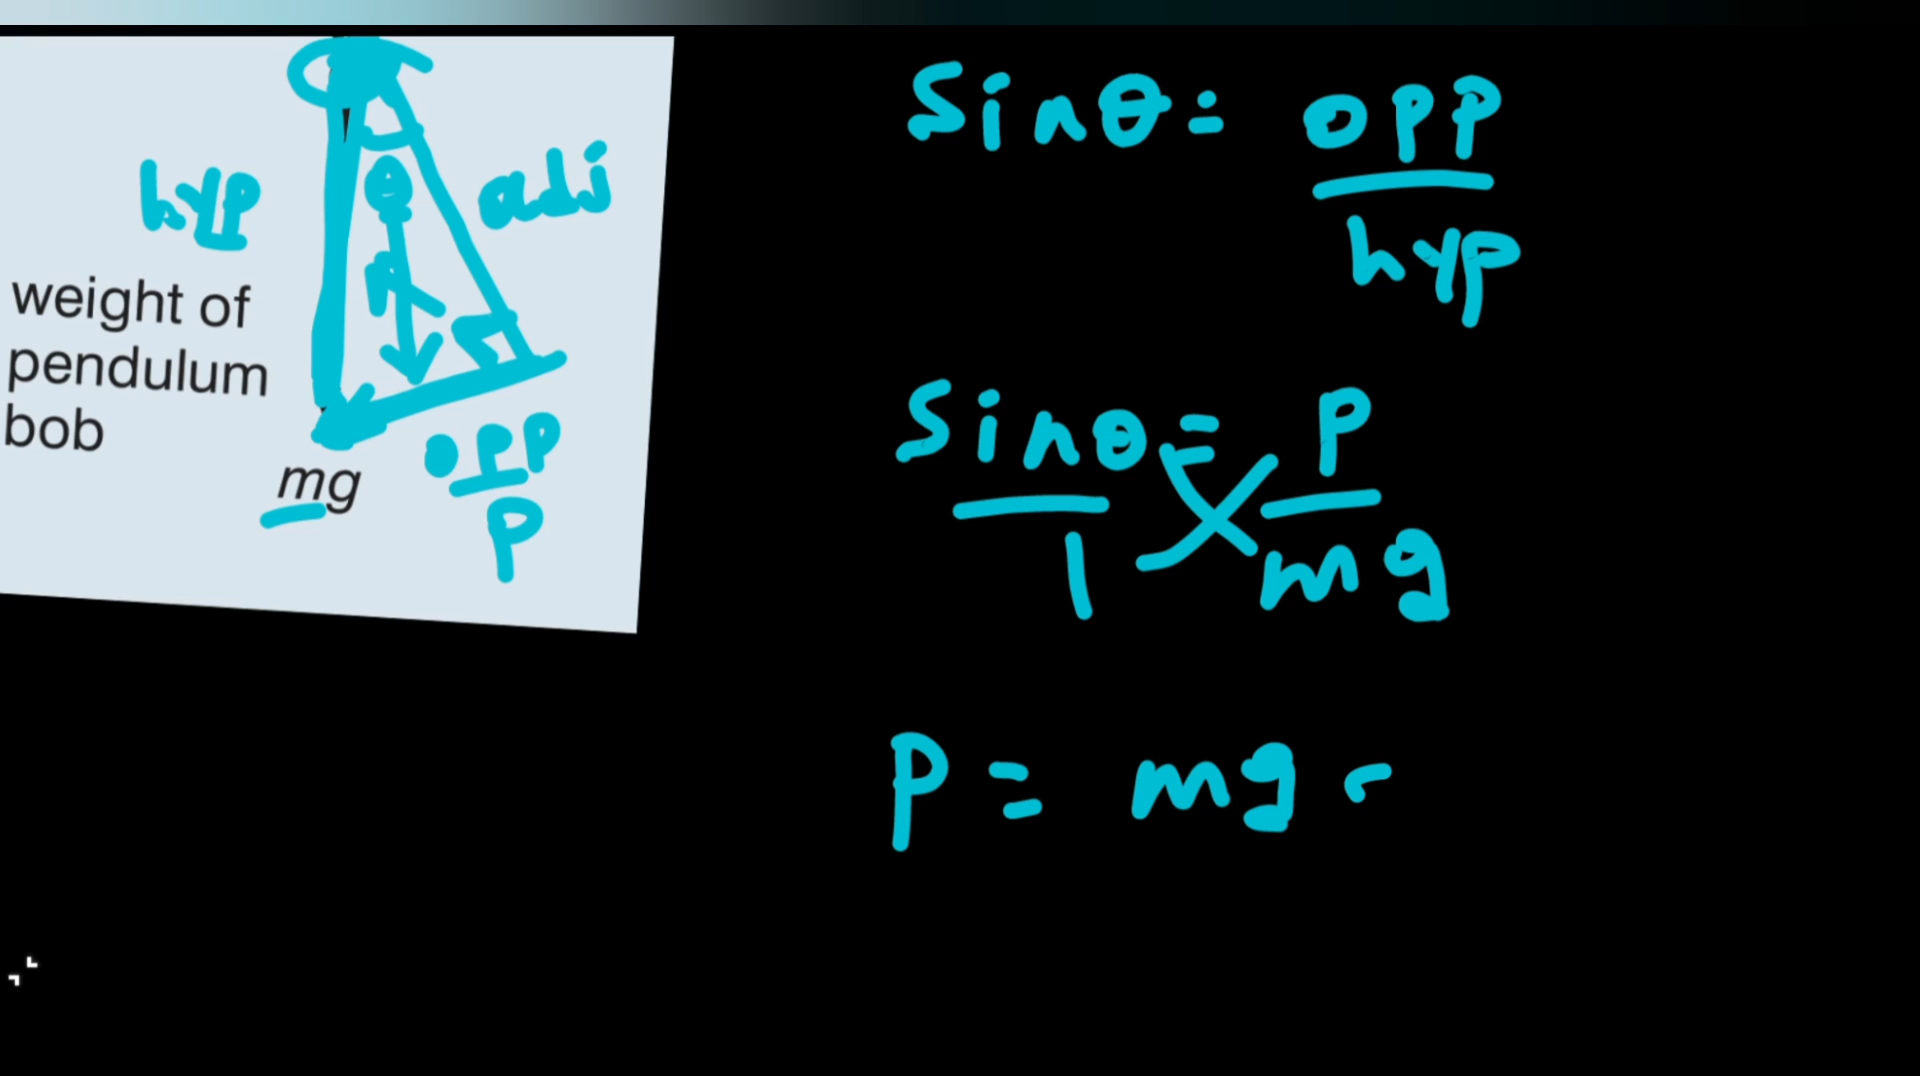 hyp
θ
adj
weight of
pendulum
bob
mg
opp
P
Sinθ = opp
hyp
Sinθ = P
1 mg
P = mg